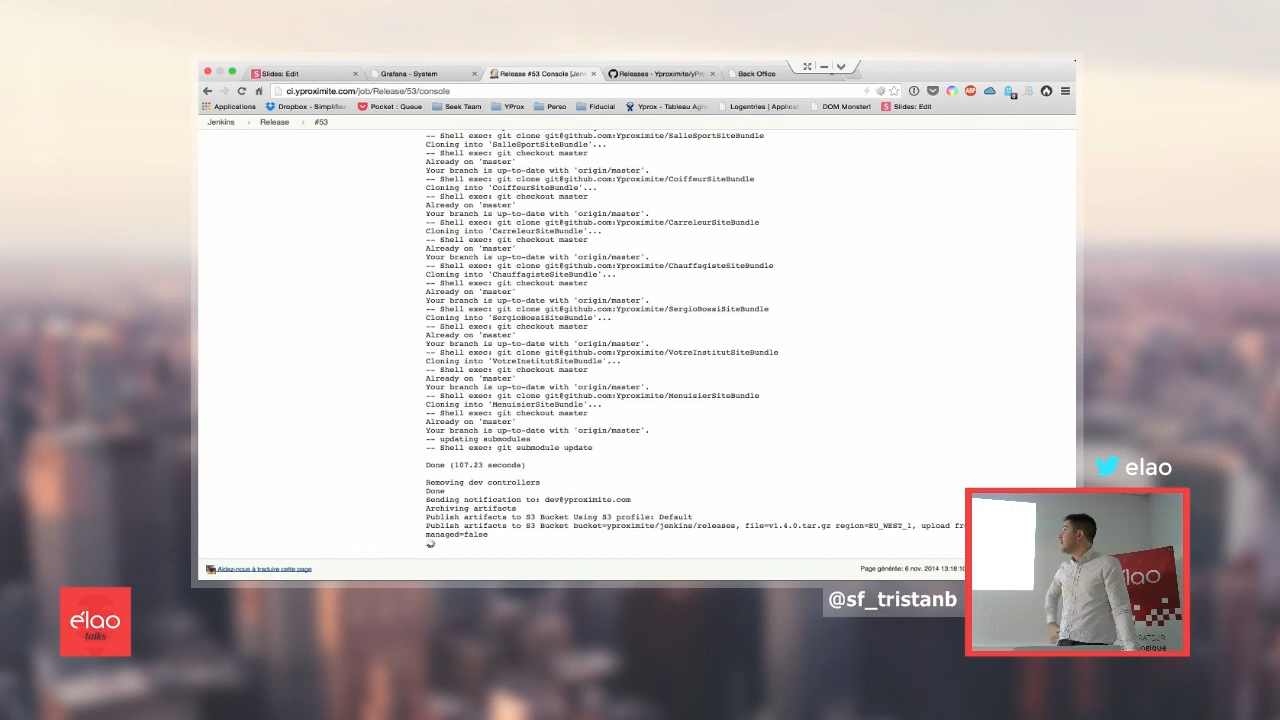 Slides: Edit
Grafana - System
Release #53 Console [Jen
Releases · Yproximite/yPr
Back Office
ci.yproximite.com/job/Release/53/console
Applications
Dropbox - Simplifie
Pocket : Queue
Seek Team
YProx
Perso
Fiducial
Yprox - Tableau Agi
Logentries | Applica
DOM Monster!
Slides: Edit
Jenkins
Release
#53
-- Shell exec: git clone git@github.com:Yproximite/SalleSportSiteBundle
Cloning into 'SalleSportSiteBundle'...
-- Shell exec: git checkout master
Already on 'master'
Your branch is up-to-date with 'origin/master'.
-- Shell exec: git clone git@github.com:Yproximite/CoiffeurSiteBundle
Cloning into 'CoiffeurSiteBundle'...
-- Shell exec: git checkout master
Already on 'master'
Your branch is up-to-date with 'origin/master'.
-- Shell exec: git clone git@github.com:Yproximite/CarreleurSiteBundle
Cloning into 'CarreleurSiteBundle'...
-- Shell exec: git checkout master
Already on 'master'
Your branch is up-to-date with 'origin/master'.
-- Shell exec: git clone git@github.com:Yproximite/ChauffagisteSiteBundle
Cloning into 'ChauffagisteSiteBundle'...
-- Shell exec: git checkout master
Already on 'master'
Your branch is up-to-date with 'origin/master'.
-- Shell exec: git clone git@github.com:Yproximite/SergioBossiSiteBundle
Cloning into 'SergioBossiSiteBundle'...
-- Shell exec: git checkout master
Already on 'master'
Your branch is up-to-date with 'origin/master'.
-- Shell exec: git clone git@github.com:Yproximite/VotreInstitutSiteBundle
Cloning into 'VotreInstitutSiteBundle'...
-- Shell exec: git checkout master
Already on 'master'
Your branch is up-to-date with 'origin/master'.
-- Shell exec: git clone git@github.com:Yproximite/MenuisierSiteBundle
Cloning into 'MenuisierSiteBundle'...
-- Shell exec: git checkout master
Already on 'master'
Your branch is up-to-date with 'origin/master'.
-- updating submodules
-- Shell exec: git submodule update
Done (107.23 seconds)
Removing dev controllers
Done
Sending notification to: dev@yproximite.com
Archiving artifacts
Publish artifacts to S3 Bucket Using S3 profile: Default
Publish artifacts to S3 Bucket bucket=yproximite/jenkins/releases, file=v1.4.0.tar.gz region=EU_WEST_1, upload fr
managed=false
Aidez-nous à traduire cette page
Page générée: 6 nov. 2014 13:18:10
elao
@sf_tristanb
élao
talks
lao